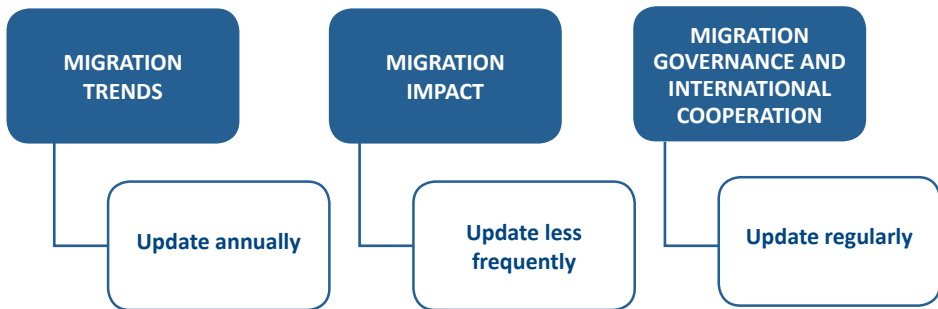 MIGRATION
TRENDS
Update annually
MIGRATION
IMPACT
Update less
frequently
MIGRATION
GOVERNANCE AND
INTERNATIONAL
COOPERATION
Update regularly